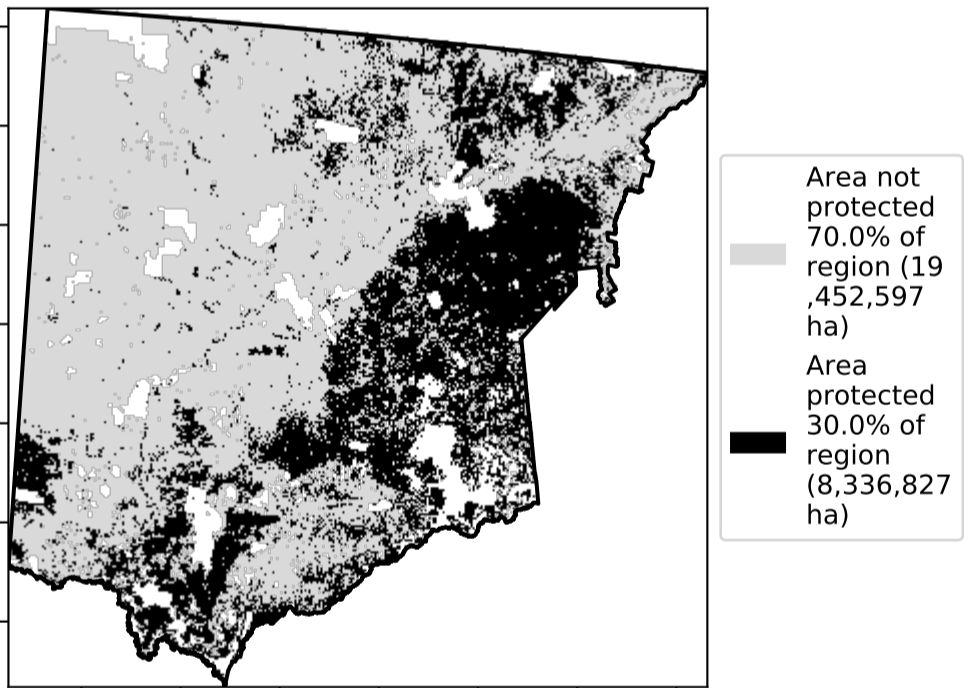 Area not
protected
70.0% of
region (19
,452,597
ha)
Area
protected
30.0% of
region
(8,336,827
ha)